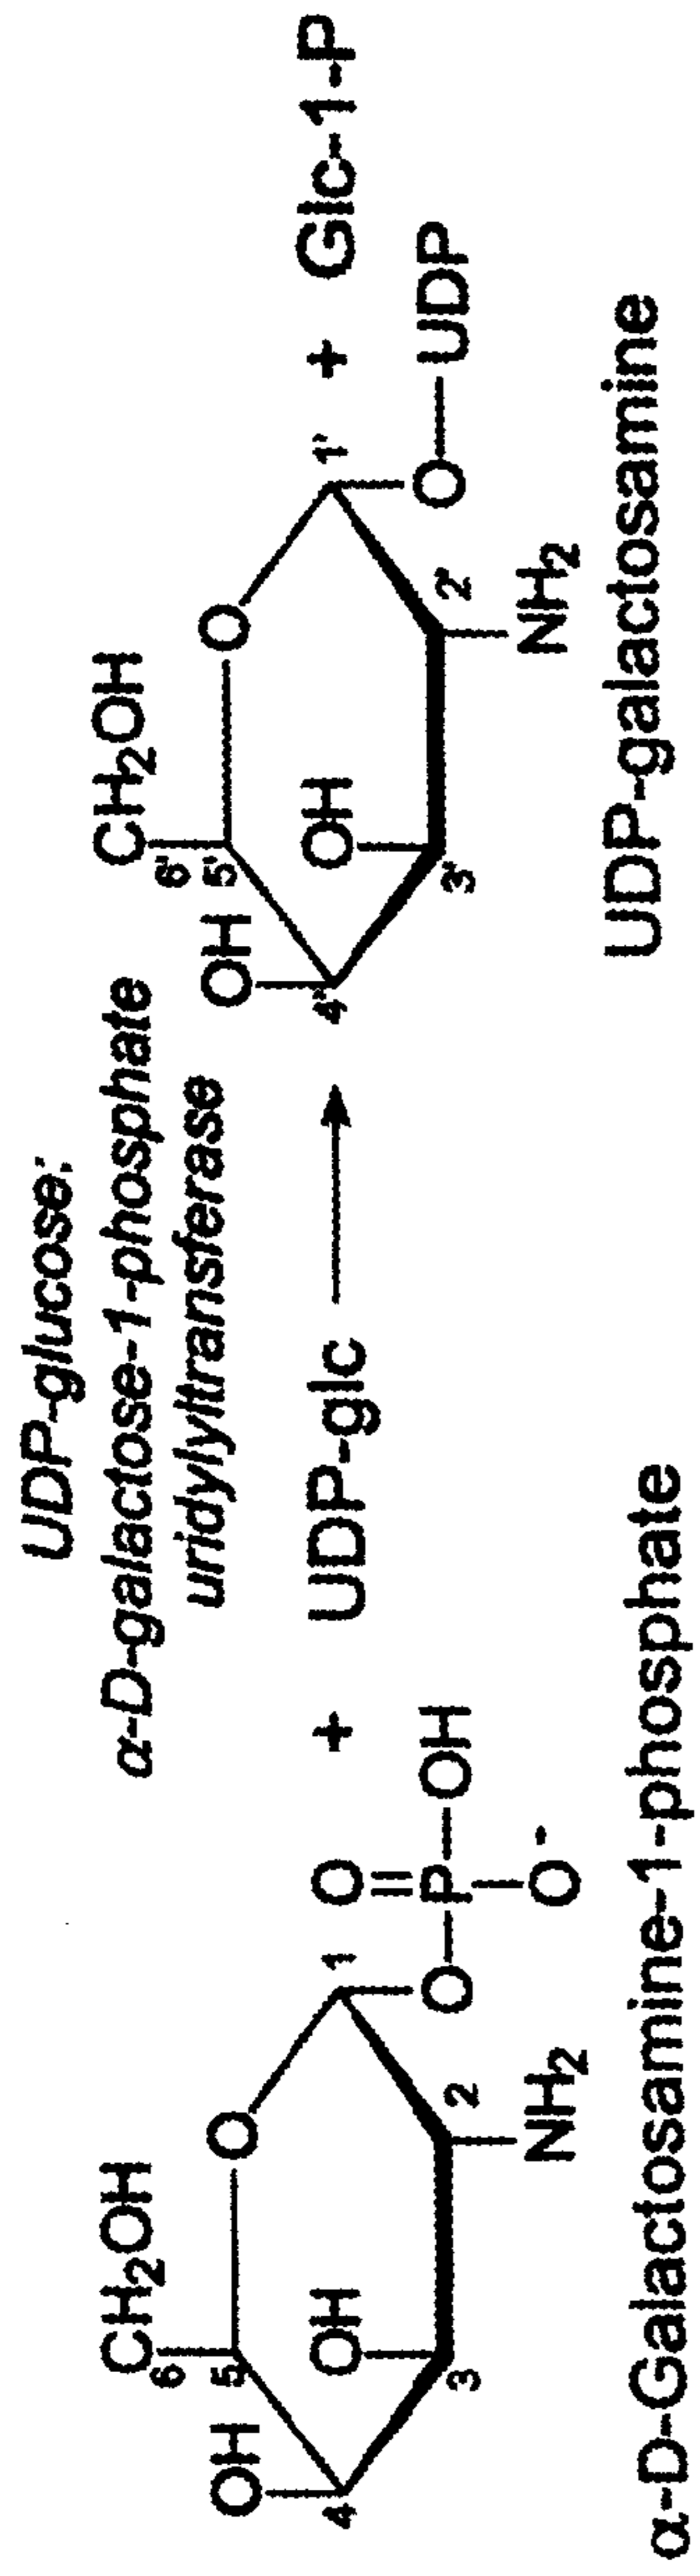 UDP-glucose:
α-D-galactose-1-phosphate
uridylyltransferase
CH2OH
6
5
OH
4
OH
3
O
1
2
NH2
O
O
P
OH
O-
+
UDP-glc
CH2OH
6'
5'
OH
4'
OH
3'
O
1'
2'
NH2
O
UDP
+
Glc-1-P
α-D-Galactosamine-1-phosphate
UDP-galactosamine